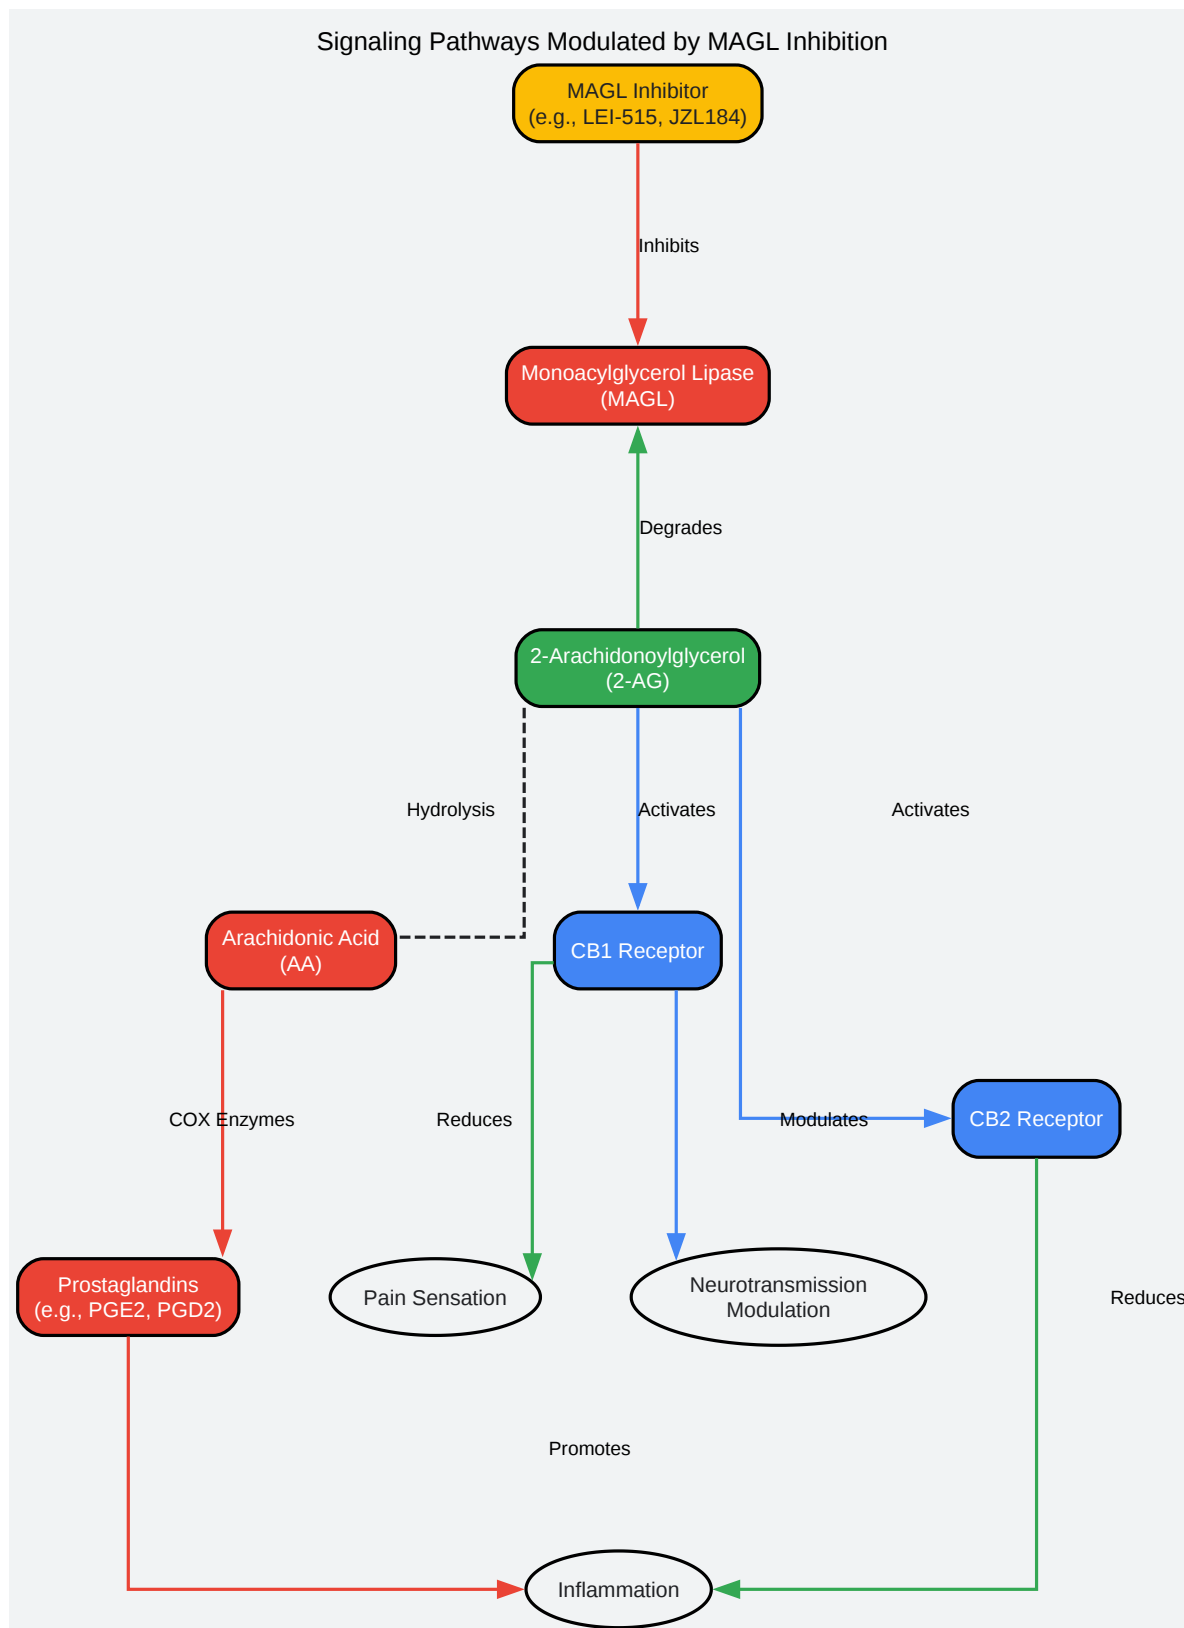 Signaling Pathways Modulated by MAGL Inhibition
MAGL Inhibitor
(e.g., LEI-515, JZL184)
Inhibits
Monoacylglycerol Lipase
(MAGL)
Degrades
2-Arachidonoylglycerol
(2-AG)
Hydrolysis
Activates
Activates
Arachidonic Acid
(AA)
CB1 Receptor
COX Enzymes
Reduces
Modulates
CB2 Receptor
Prostaglandins
(e.g., PGE2, PGD2)
Pain Sensation
Neurotransmission
Modulation
Reduces
Promotes
Inflammation